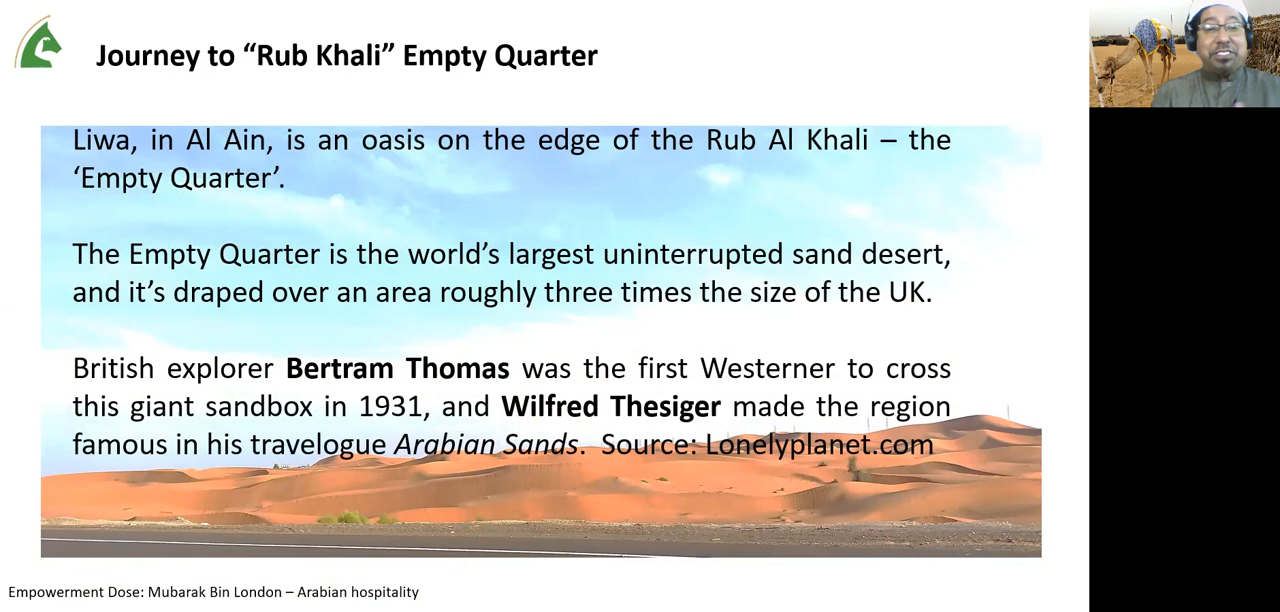 Journey to “Rub Khali” Empty Quarter
Liwa, in Al Ain, is an oasis on the edge of the Rub Al Khali – the
‘Empty Quarter’.
The Empty Quarter is the world’s largest uninterrupted sand desert,
and it’s draped over an area roughly three times the size of the UK.
British explorer Bertram Thomas was the first Westerner to cross
this giant sandbox in 1931, and Wilfred Thesiger made the region
famous in his travelogue Arabian Sands. Source: Lonelyplanet.com
Empowerment Dose: Mubarak Bin London – Arabian hospitality